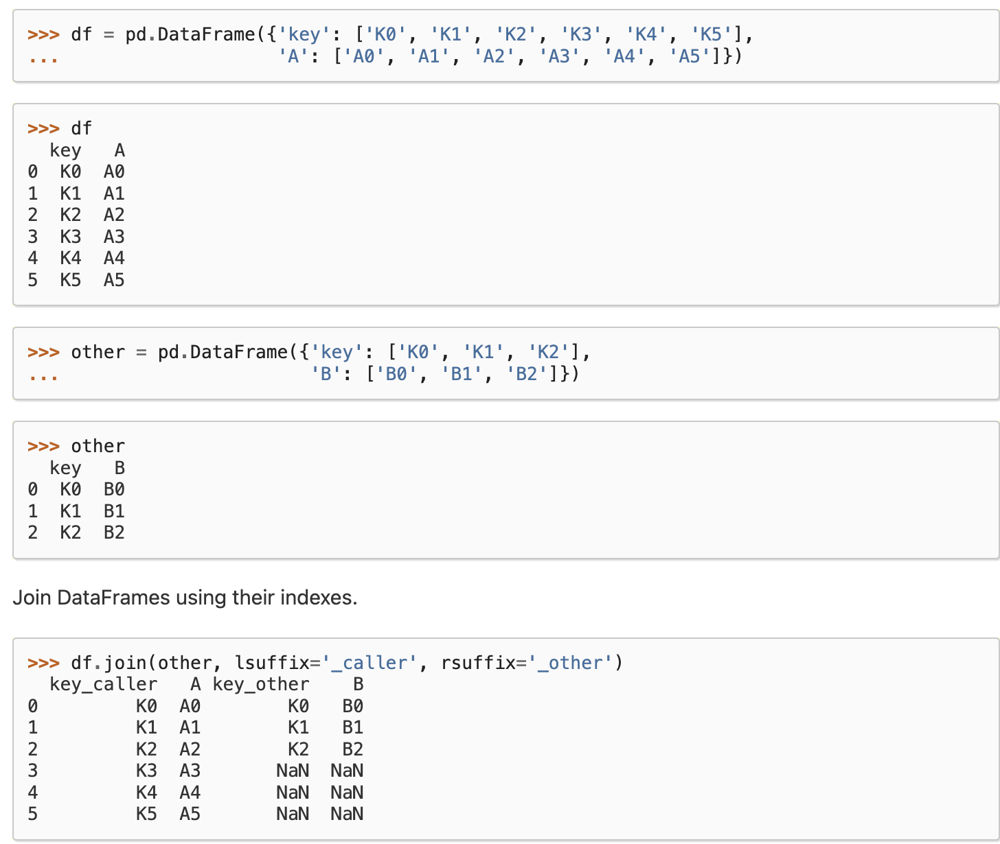 >>> df = pd.DataFrame({'key': ['K0', 'K1', 'K2', 'K3', 'K4', 'K5'],
...                    'A': ['A0', 'A1', 'A2', 'A3', 'A4', 'A5']})
>>> df
  key   A
0  K0  A0
1  K1  A1
2  K2  A2
3  K3  A3
4  K4  A4
5  K5  A5
>>> other = pd.DataFrame({'key': ['K0', 'K1', 'K2'],
...                       'B': ['B0', 'B1', 'B2']})
>>> other
  key   B
0  K0  B0
1  K1  B1
2  K2  B2
Join DataFrames using their indexes.
>>> df.join(other, lsuffix='_caller', rsuffix='_other')
  key_caller   A key_other    B
0         K0  A0        K0   B0
1         K1  A1        K1   B1
2         K2  A2        K2   B2
3         K3  A3       NaN  NaN
4         K4  A4       NaN  NaN
5         K5  A5       NaN  NaN